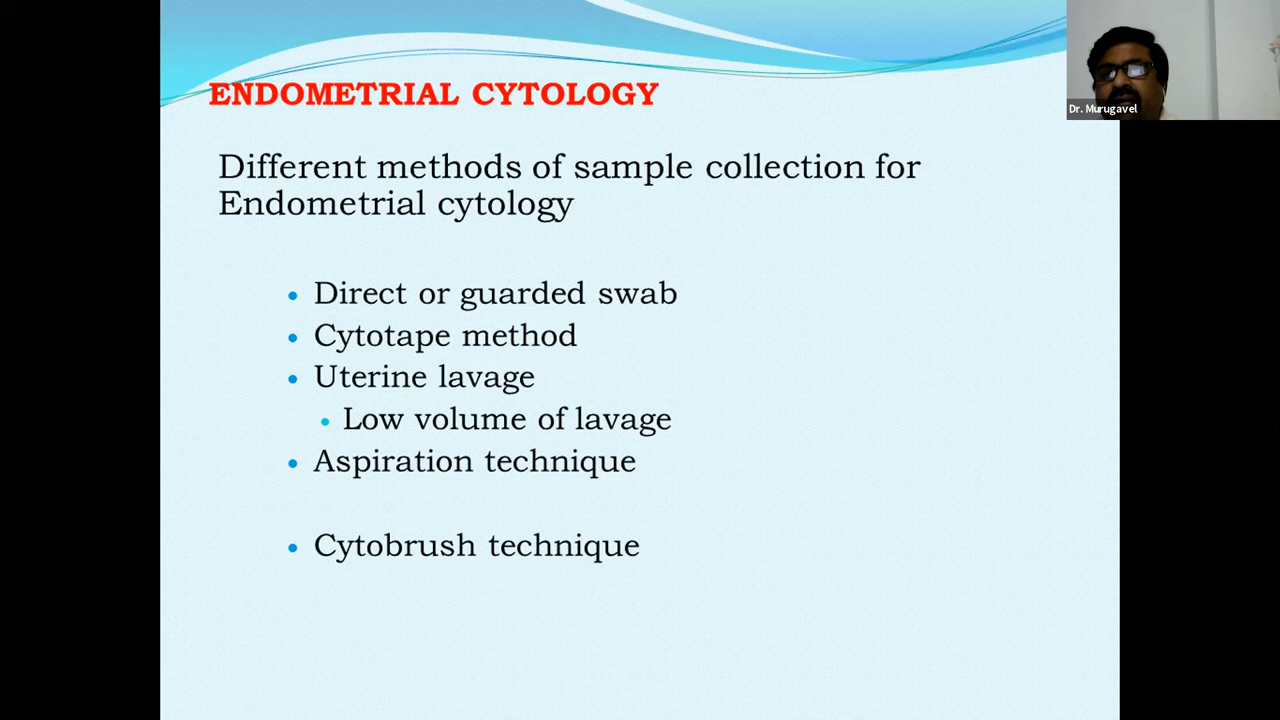 ENDOMETRIAL CYTOLOGY
Dr. Murugavel
Different methods of sample collection for
Endometrial cytology
• Direct or guarded swab
• Cytotape method
• Uterine lavage
• Low volume of lavage
• Aspiration technique
• Cytobrush technique